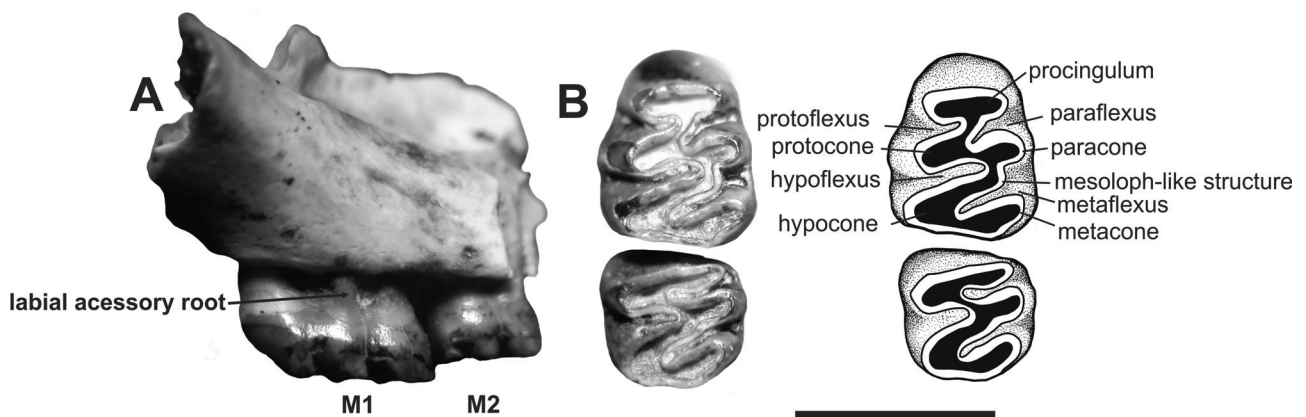 A
B
procingulum
protoflexus
paraflexus
protocone
paracone
hypoflexus
mesoloph-like structure
metaflexus
hypocone
metacone
labial acessory root
M1
M2